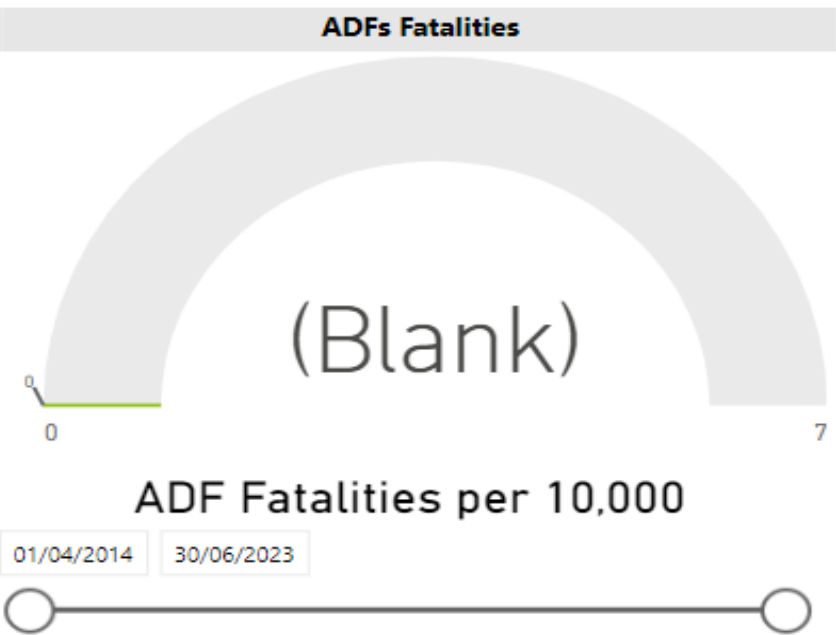 ADFs Fatalities
(Blank)
0
0
7
ADF Fatalities per 10,000
01/04/2014 30/06/2023